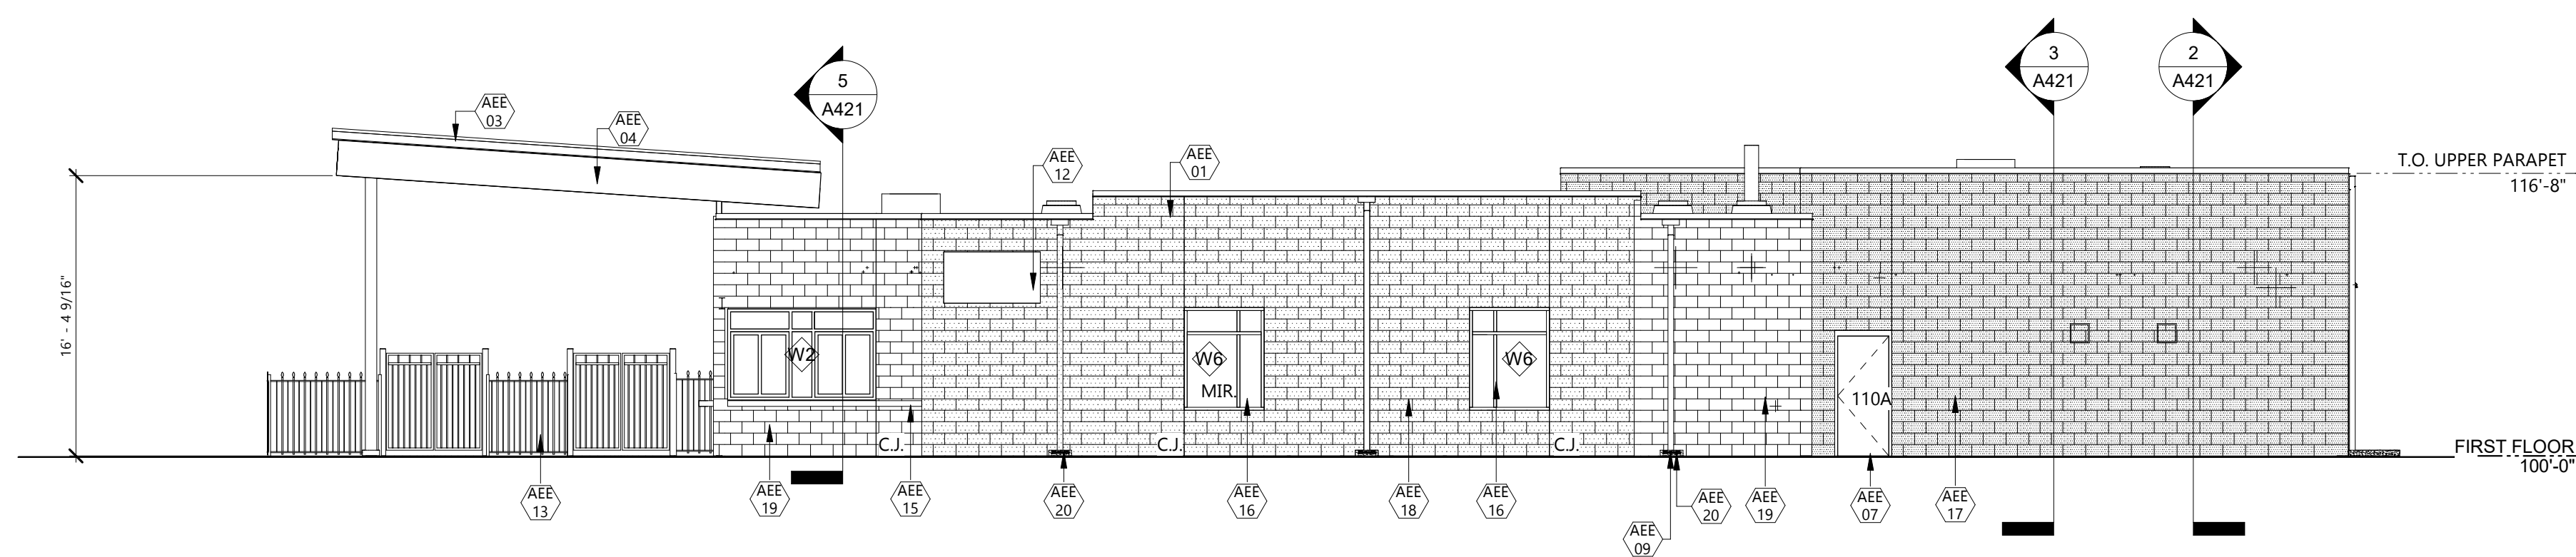 3
A421
2
A421
5
A421
AEE
03
AEE
04
AEE
12
AEE
01
T.O. UPPER PARAPET
116'-8"
16' - 4 9/16"
W2
W6
MIR.
W6
110A
C.J.
C.J.
C.J.
FIRST FLOOR
100'-0"
AEE
13
AEE
19
AEE
15
AEE
20
AEE
16
AEE
18
AEE
16
AEE
09
AEE
20
AEE
19
AEE
07
AEE
17